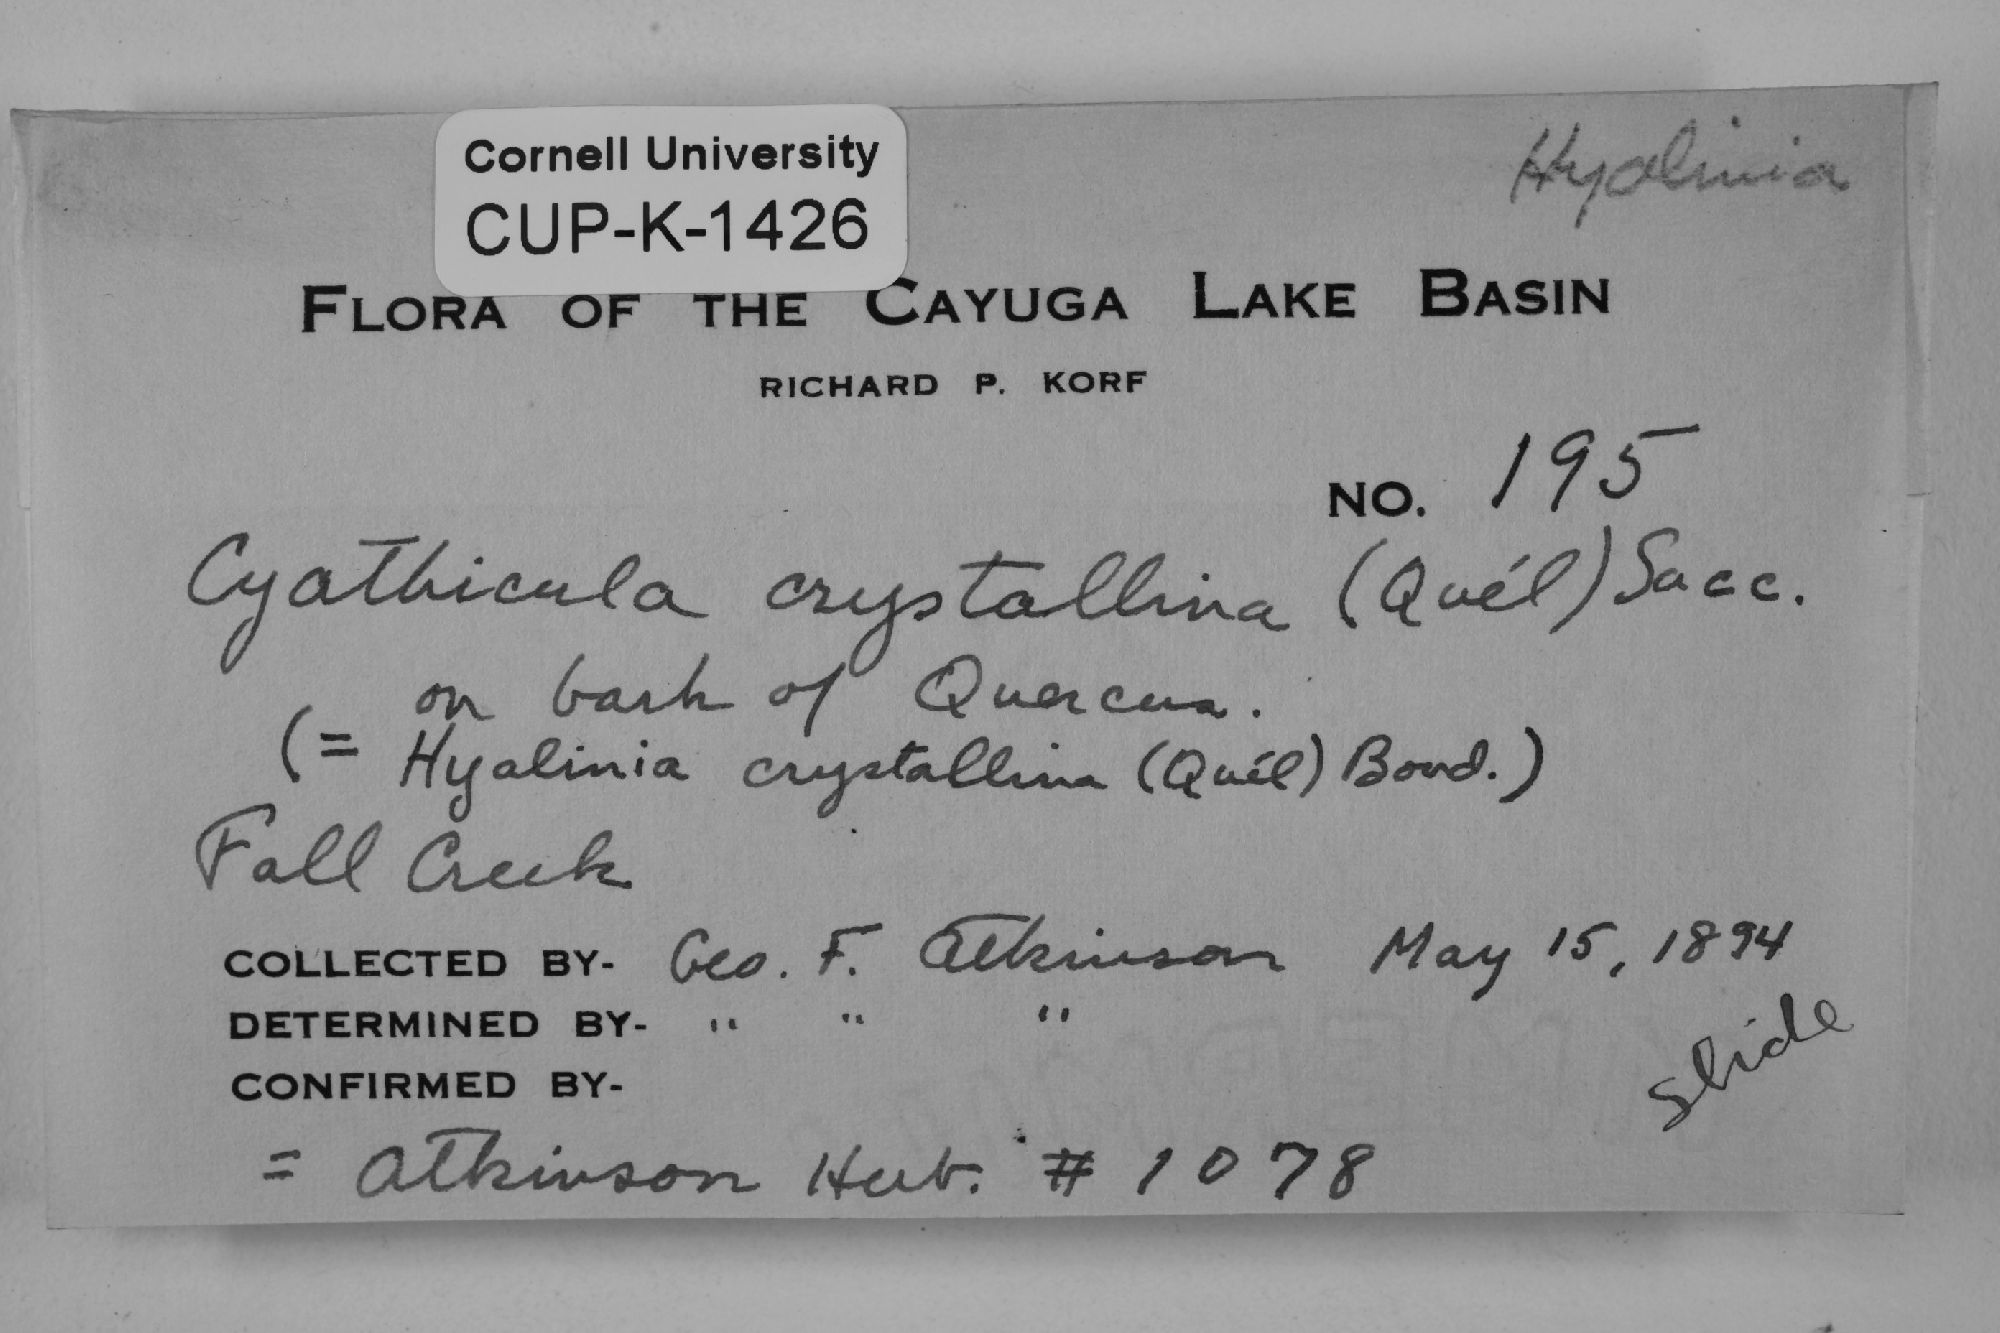 Hyalinia
Cornell University
CUP-K-1426
FLORA OF THE CAYUGA LAKE BASIN
RICHARD P. KORF
NO. 195
Cyathicula crystallina (Quél) Sacc.
on bark of Quercus.
(= Hyalinia crystallina (Quél) Boud.)
Fall Creek
COLLECTED BY- Geo. F. Atkinson May 15, 1894
DETERMINED BY- " " "
CONFIRMED BY-
slide
= Atkinson Herb. # 1078